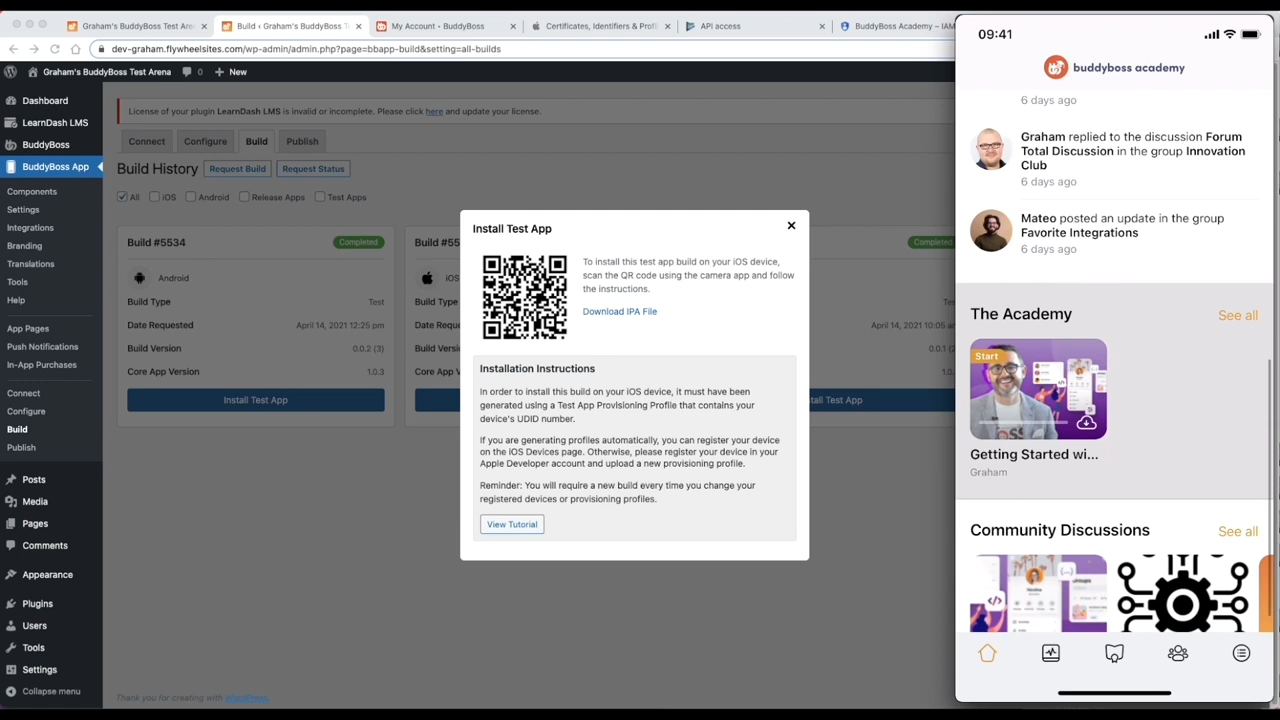 Graham's BuddyBoss Test Aren
Build ‹ Graham's BuddyBoss T
My Account - BuddyBoss
Certificates, Identifiers & Profi
API access
BuddyBoss Academy – IAM
dev-graham.flywheelsites.com/wp-admin/admin.php?page=bbapp-build&setting=all-builds
Graham's BuddyBoss Test Arena
0
New
Dashboard
LearnDash LMS
BuddyBoss
BuddyBoss App
Components
Settings
Integrations
Branding
Translations
Tools
Help
App Pages
Push Notifications
In-App Purchases
Connect
Configure
Build
Publish
Posts
Media
Pages
Comments
Appearance
Plugins
Users
Tools
Settings
Collapse menu
License of your plugin LearnDash LMS is invalid or incomplete. Please click here and update your license.
Connect
Configure
Build
Publish
Build History
Request Build
Request Status
All
iOS
Android
Release Apps
Test Apps
Build #5534
Completed
Android
Build Type
Test
Date Requested
April 14, 2021 12:25 pm
Build Version
0.0.2 (3)
Core App Version
1.0.3
Install Test App
Thank you for creating with WordPress.
Install Test App
To install this test app build on your iOS device,
scan the QR code using the camera app and follow
the instructions.
Download IPA File
Installation Instructions
In order to install this build on your iOS device, it must have been
generated using a Test App Provisioning Profile that contains your
device's UDID number.
If you are generating profiles automatically, you can register your device
on the iOS Devices page. Otherwise, please register your device in your
Apple Developer account and upload a new provisioning profile.
Reminder: You will require a new build every time you change your
registered devices or provisioning profiles.
View Tutorial
09:41
buddyboss academy
6 days ago
Graham replied to the discussion Forum
Total Discussion in the group Innovation
Club
6 days ago
Mateo posted an update in the group
Favorite Integrations
6 days ago
The Academy
See all
Start
Getting Started wi...
Graham
Community Discussions
See all